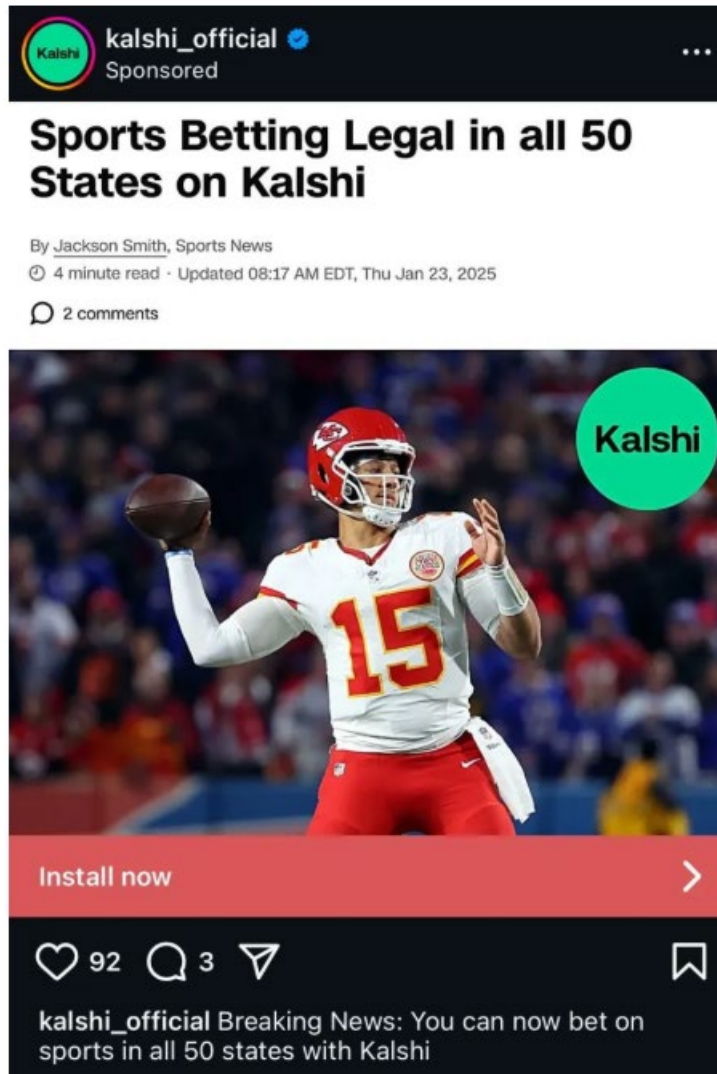 Kalshi
kalshi_official
Sponsored
Sports Betting Legal in all 50
States on Kalshi
By Jackson Smith, Sports News
4 minute read · Updated 08:17 AM EDT, Thu Jan 23, 2025
2 comments
Kalshi
15
Install now
92 3
kalshi_official Breaking News: You can now bet on
sports in all 50 states with Kalshi